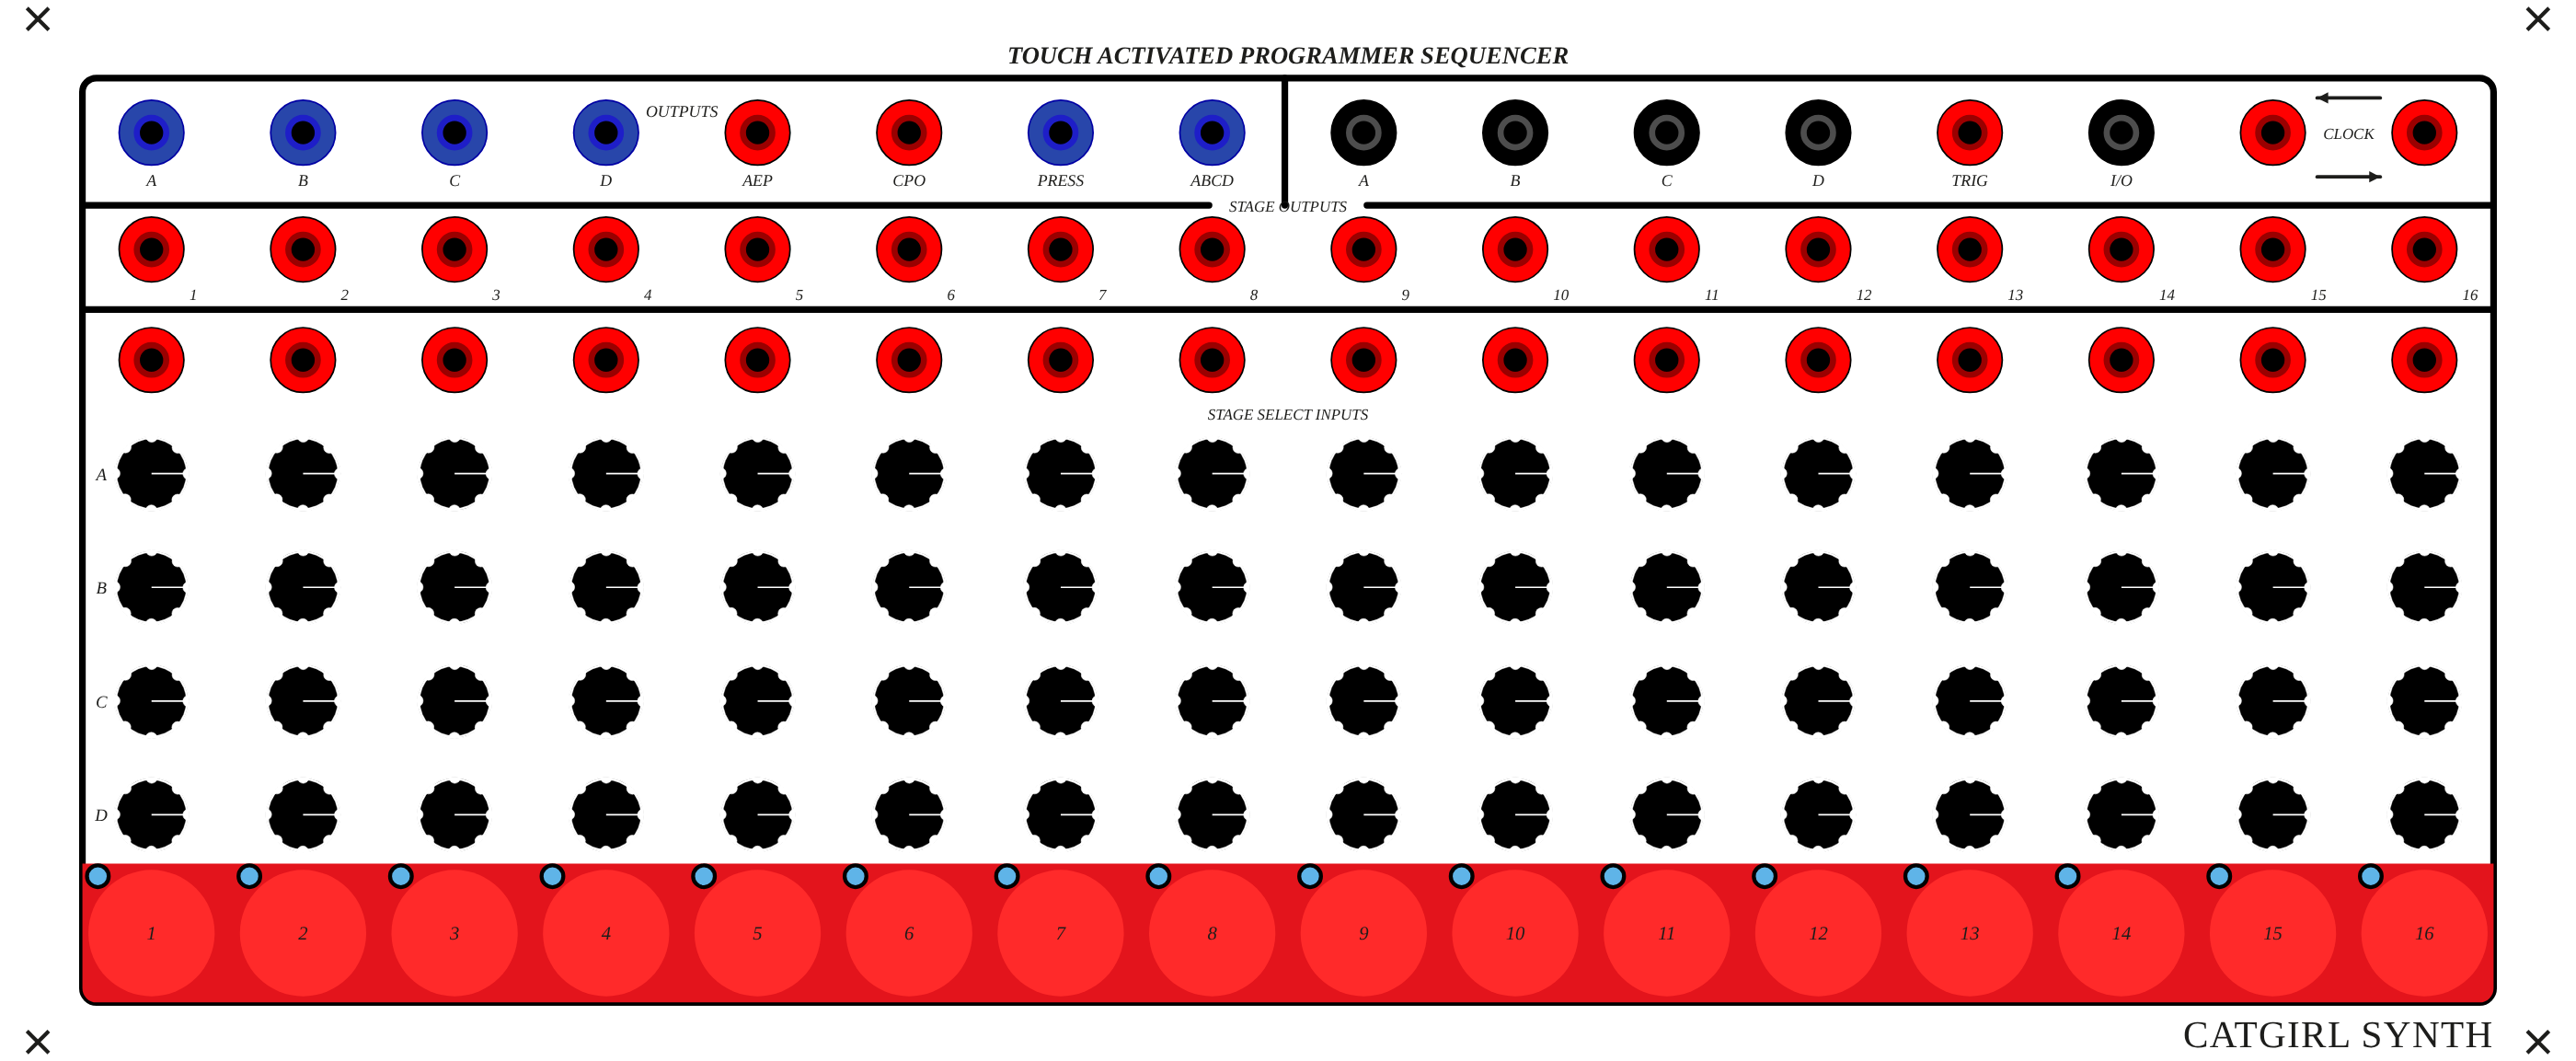 TOUCH ACTIVATED PROGRAMMER SEQUENCER
OUTPUTS
CLOCK
A B C D AEP CPO PRESS ABCD A B C D TRIG I/O
STAGE OUTPUTS
1 2 3 4 5 6 7 8 9 10 11 12 13 14 15 16
STAGE SELECT INPUTS
A
B
C
D
1 2 3 4 5 6 7 8 9 10 11 12 13 14 15 16
CATGIRL SYNTH